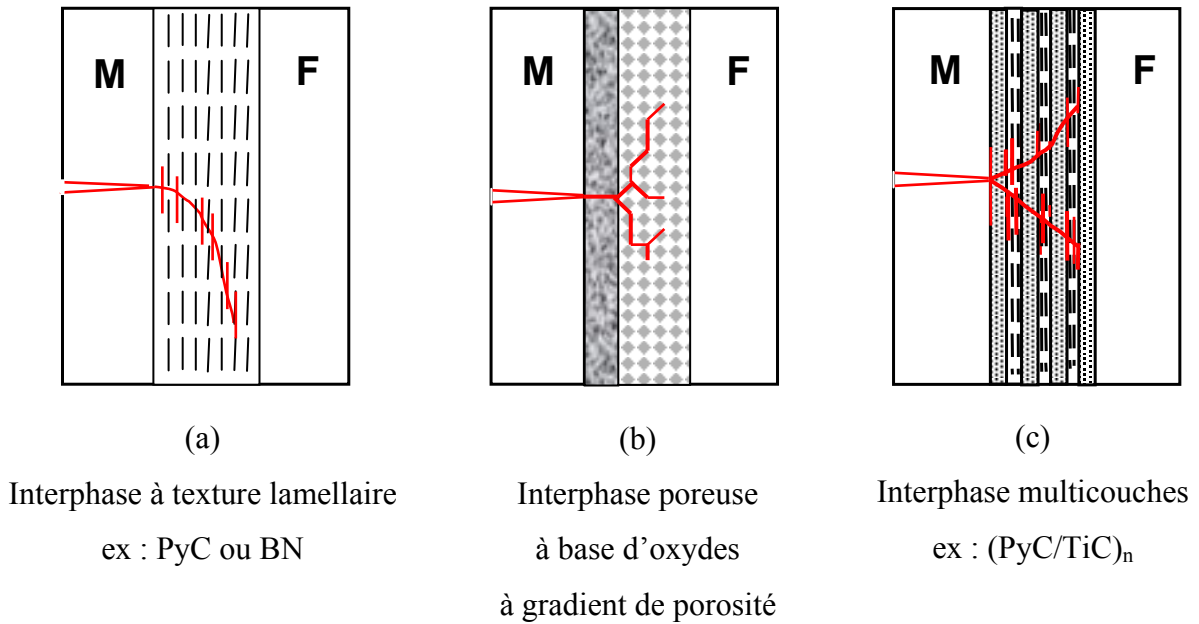 M F
M F
M F
(a)
Interphase à texture lamellaire
ex : PyC ou BN
(b)
Interphase poreuse
à base d’oxydes
à gradient de porosité
(c)
Interphase multicouches
ex : (PyC/TiC)n